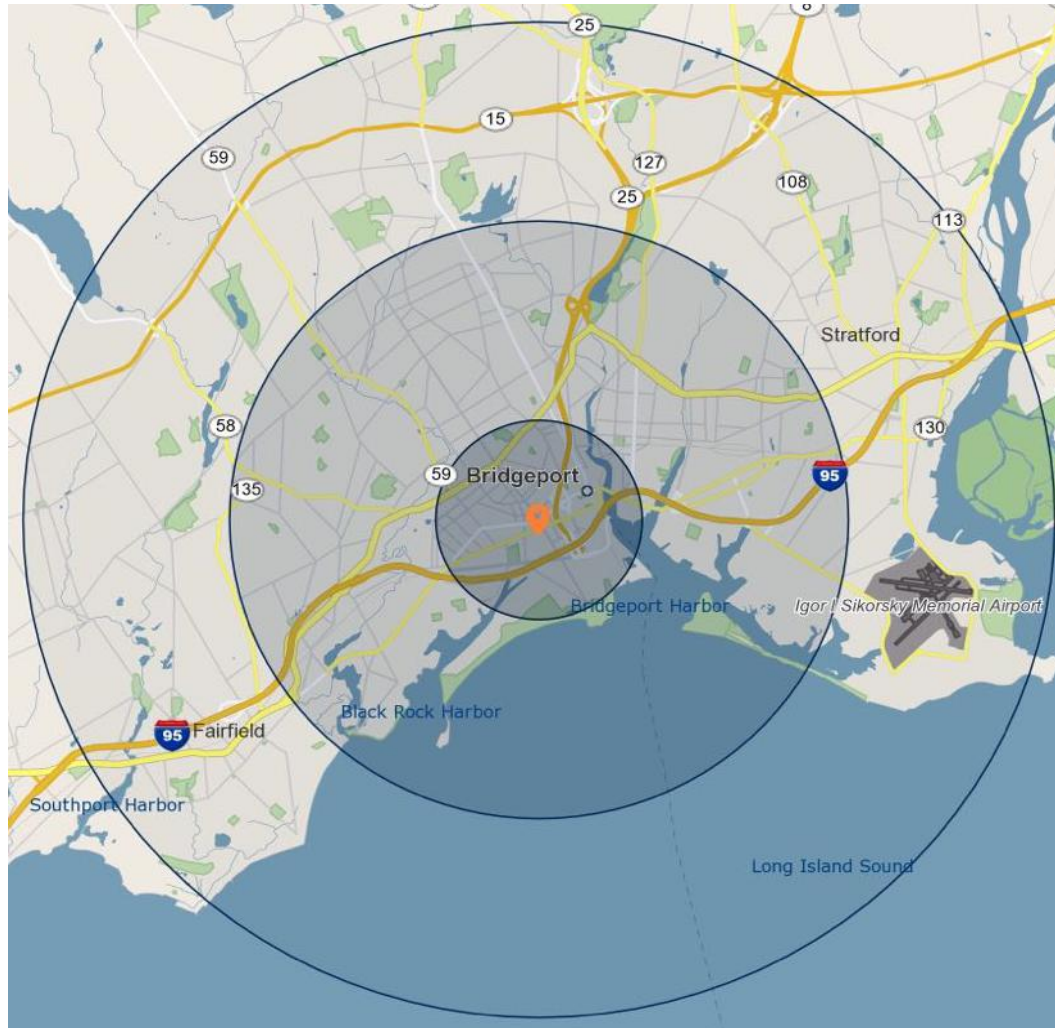 8
25
15
59
127
108
25
113
Stratford
58
130
59
Bridgeport
95
135
Igor I Sikorsky Memorial Airport
Bridgeport Harbor
Black Rock Harbor
Fairfield
95
Southport Harbor
Long Island Sound